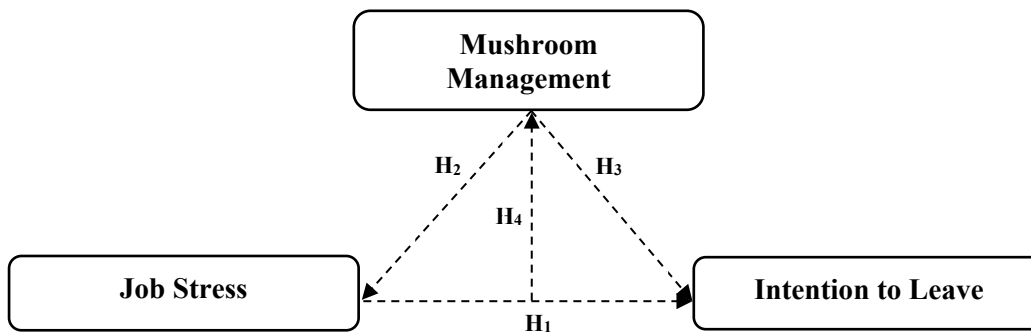 Mushroom
Management
H₂
H₃
H₄
Job Stress
Intention to Leave
H₁